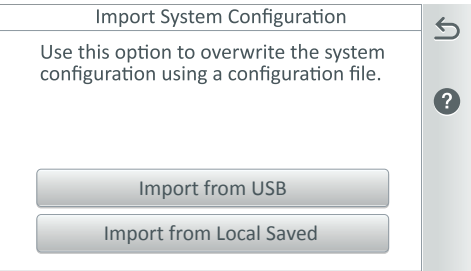 Import System Configuration
Use this option to overwrite the system
configuration using a configuration file.
?
Import from USB
Import from Local Saved